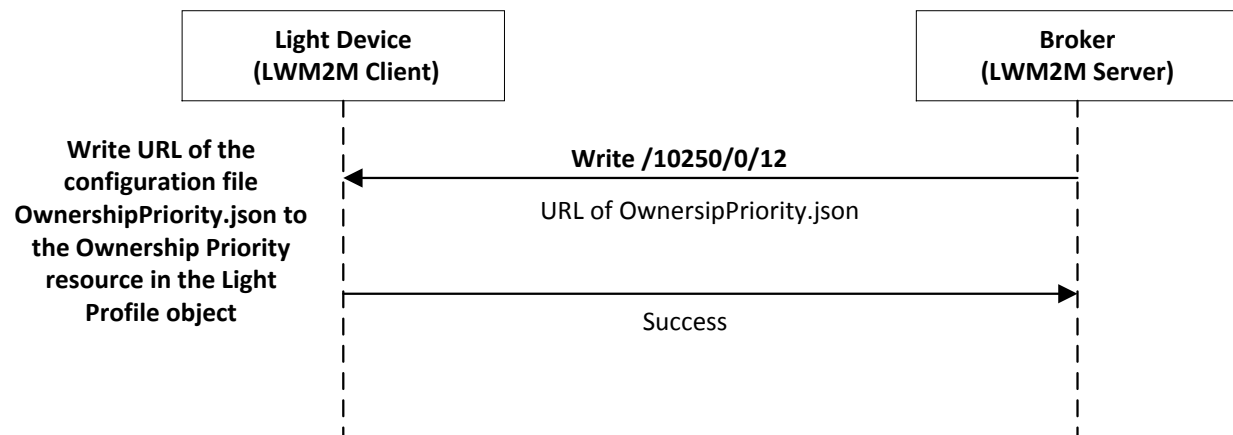 Light Device
(LWM2M Client)
Broker
(LWM2M Server)
Write URL of the
configuration file
OwnershipPriority.json to
the Ownership Priority
resource in the Light
Profile object
Write /10250/0/12
URL of OwnersipPriority.json
Success